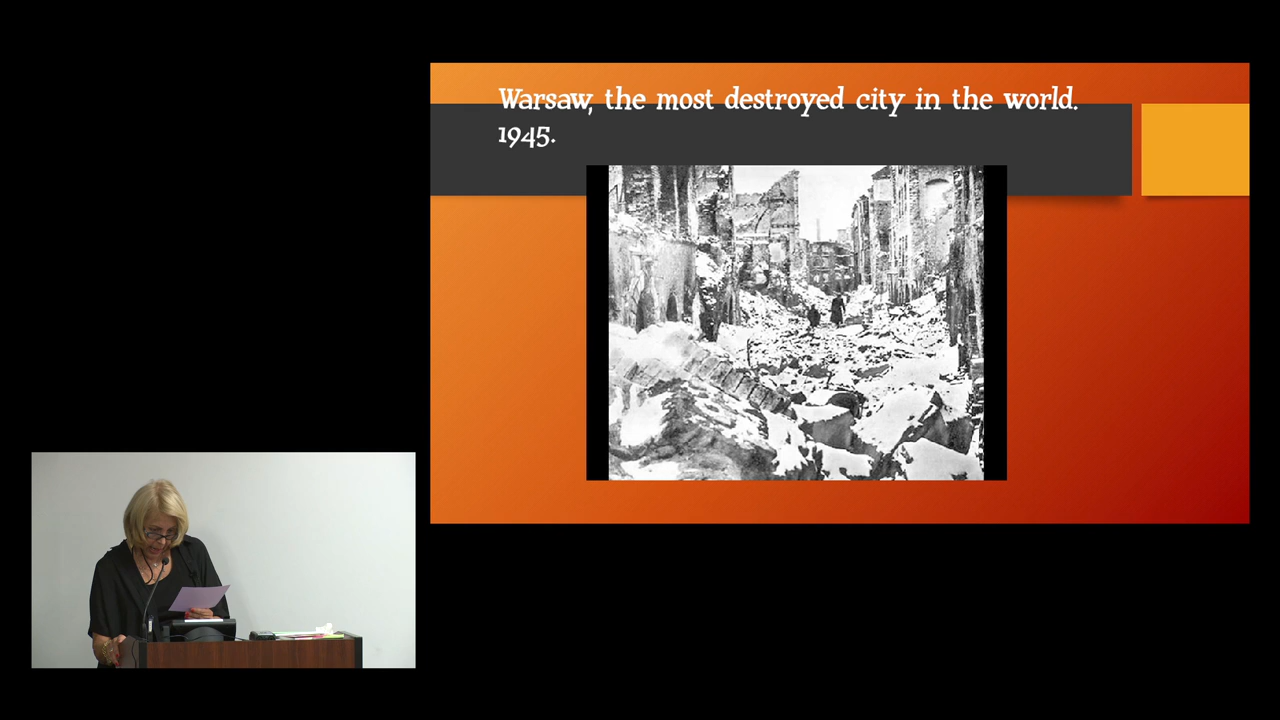 Warsaw, the most destroyed city in the world.
1945.